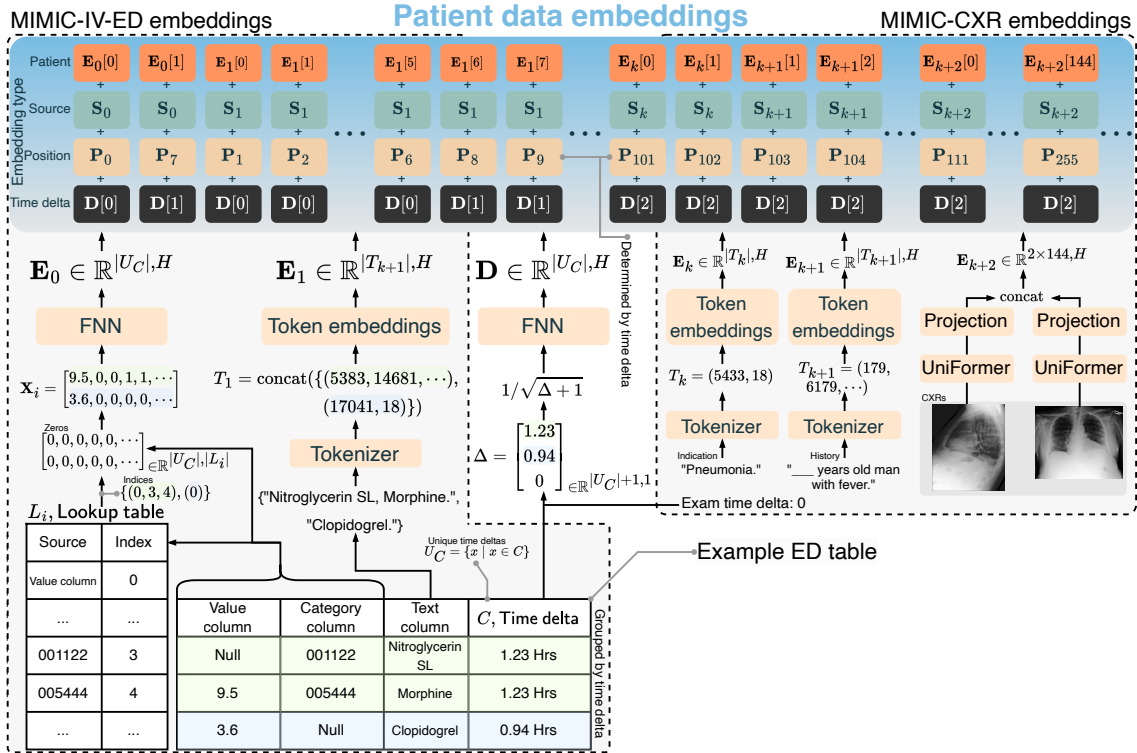 Patient data embeddings
MIMIC-IV-ED embeddings
MIMIC-CXR embeddings
Embedding type
Patient E₀[0] E₀[1] E₁[0] E₁[1] E₁[5] E₁[6] E₁[7] Eₖ[0] Eₖ[1] Eₖ₊₁[1] Eₖ₊₁[2] Eₖ₊₂[0] Eₖ₊₂[144]
+ + + + + + + + + + + + +
Source S₀ S₀ S₁ S₁ S₁ S₁ S₁ Sₖ Sₖ Sₖ₊₁ Sₖ₊₁ Sₖ₊₂ Sₖ₊₂
+ + + + ... + + + ... + + + + ... + ... + ...
Position P₀ P₇ P₁ P₂ P₆ P₈ P₉ P₁₀₁ P₁₀₂ P₁₀₃ P₁₀₄ P₁₁₁ P₂₅₅
+ + + + + + + + + + + + +
Time delta D[0] D[1] D[0] D[0] D[0] D[1] D[1] D[2] D[2] D[2] D[2] D[2] D[2]
E₀ ∈ ℝ^{|U_C|,H}
FNN
Xᵢ = [9.5, 0, 0, 1, 1, ⋯
3.6, 0, 0, 0, 0, ⋯]
Zeros
[0, 0, 0, 0, 0, ⋯
0, 0, 0, 0, 0, ⋯] ∈ ℝ^{|U_C|,|Lᵢ|}
Indices
{(0, 3, 4), (0)}
E₁ ∈ ℝ^{|Tₖ₊₁|,H}
Token embeddings
T₁ = concat({(5383, 14681, ⋯),
(17041, 18)})
Tokenizer
{"Nitroglycerin SL, Morphine.",
"Clopidogrel."}
D ∈ ℝ^{|U_C|,H}
FNN
1/√(Δ + 1)
Δ = [1.23
0.94
0] ∈ ℝ^{|U_C|+1,1}
Determined by time delta
Eₖ ∈ ℝ^{|Tₖ|,H}
Token
embeddings
Tₖ = (5433, 18)
Tokenizer
Indication
"Pneumonia."
Eₖ₊₁ ∈ ℝ^{|Tₖ₊₁|,H}
Token
embeddings
Tₖ₊₁ = (179,
6179, ⋯)
Tokenizer
History
"___ years old man
with fever."
Eₖ₊₂ ∈ ℝ^{2×144,H}
concat
Projection Projection
UniFormer UniFormer
CXRs
Exam time delta: 0
Unique time deltas
U_C = {x | x ∈ C}
Example ED table
Lᵢ, Lookup table
Source Index
Value column 0
... ...
001122 3
005444 4
... ...
Value column Category column Text column C, Time delta
Null 001122 Nitroglycerin SL 1.23 Hrs
9.5 005444 Morphine 1.23 Hrs
3.6 Null Clopidogrel 0.94 Hrs
Grouped by time delta